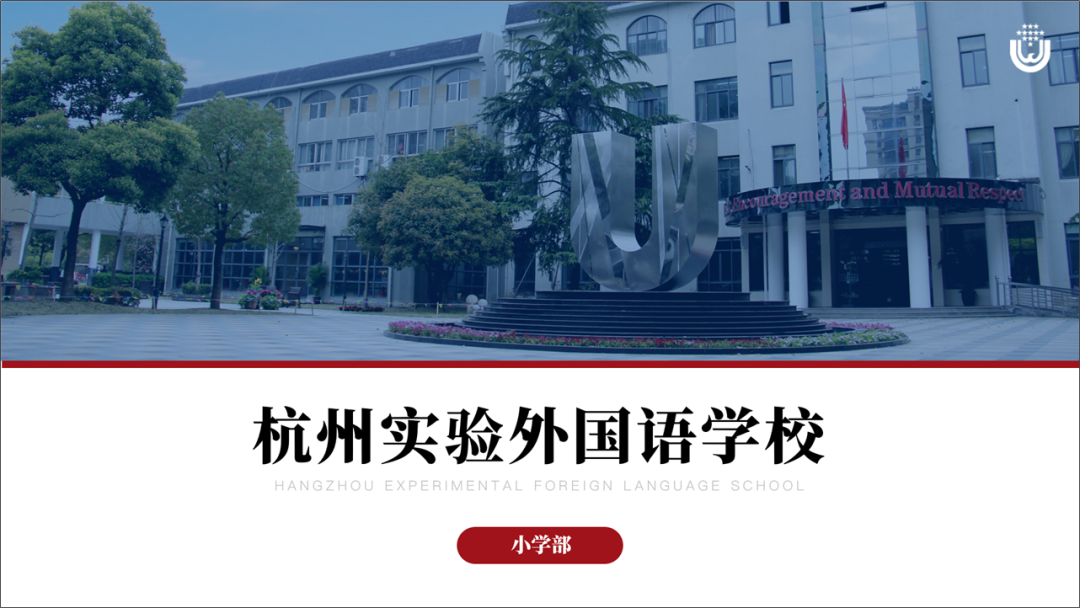 Encouragement and Mutual Respect
杭州实验外国语学校
HANGZHOU EXPERIMENTAL FOREIGN LANGUAGE SCHOOL
小学部